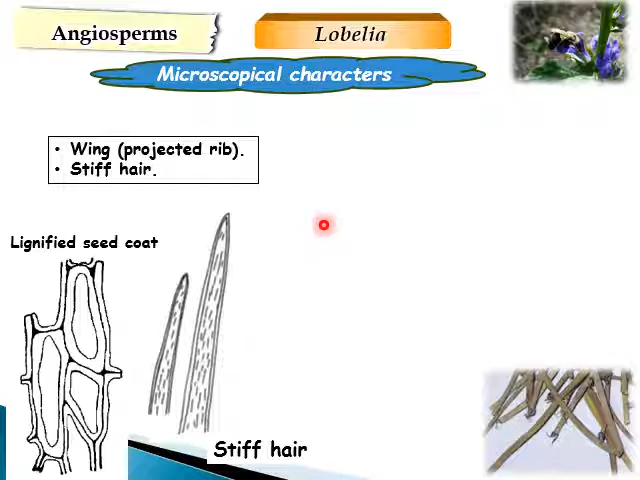 Angiosperms
Lobelia
Microscopical characters
• Wing (projected rib).
• Stiff hair.
Lignified seed coat
Stiff hair